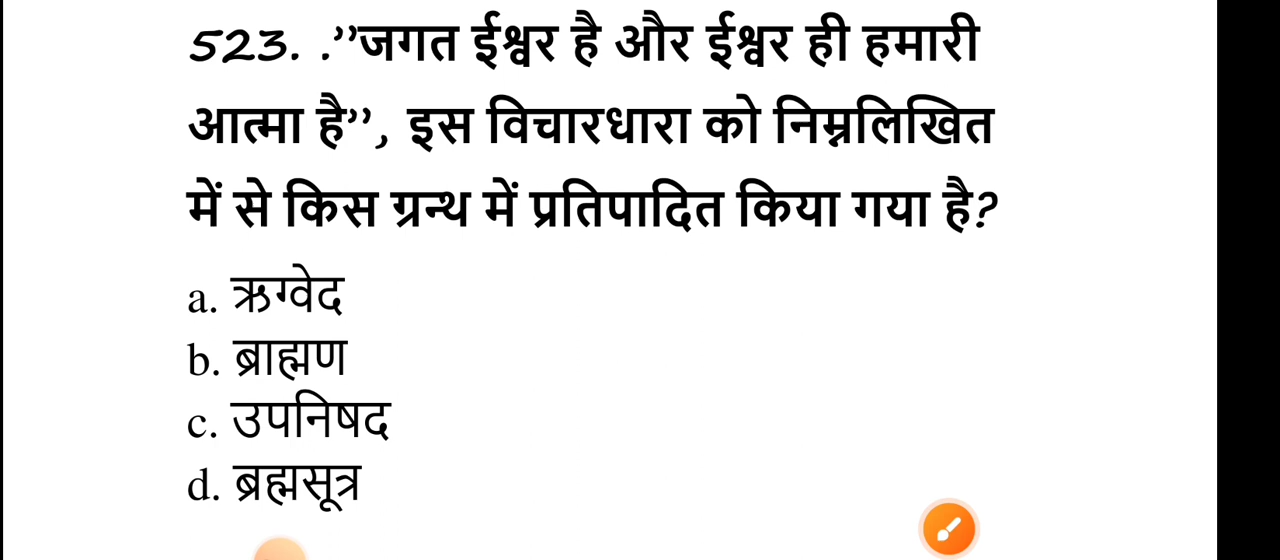 523. .”जगत ईश्वर है और ईश्वर ही हमारी
आत्मा है”, इस विचारधारा को निम्नलिखित
में से किस ग्रन्थ में प्रतिपादित किया गया है?
a. ऋग्वेद
b. ब्राह्मण
c. उपनिषद
d. ब्रह्मसूत्र